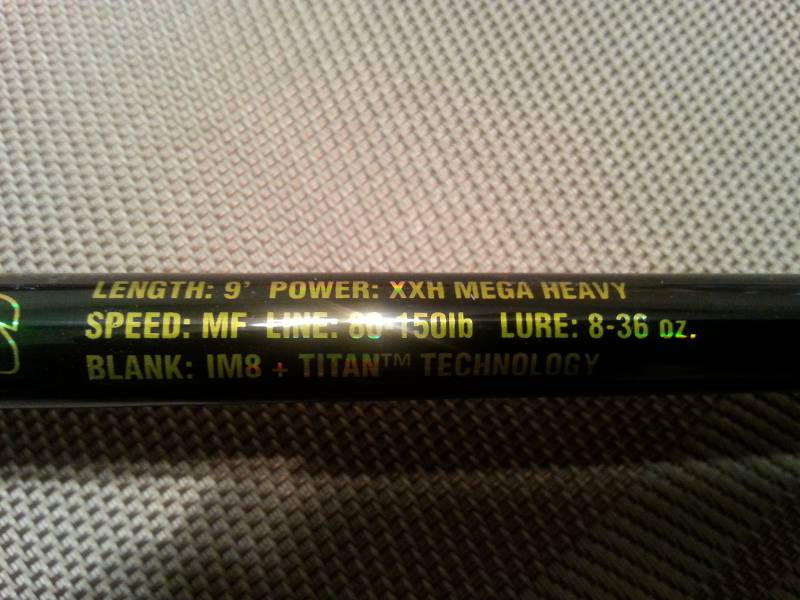 LENGTH: 9' POWER: XXH MEGA HEAVY
SPEED: MF LINE: 80-150lb LURE: 8-36 oz.
BLANK: IM8 + TITAN™ TECHNOLOGY